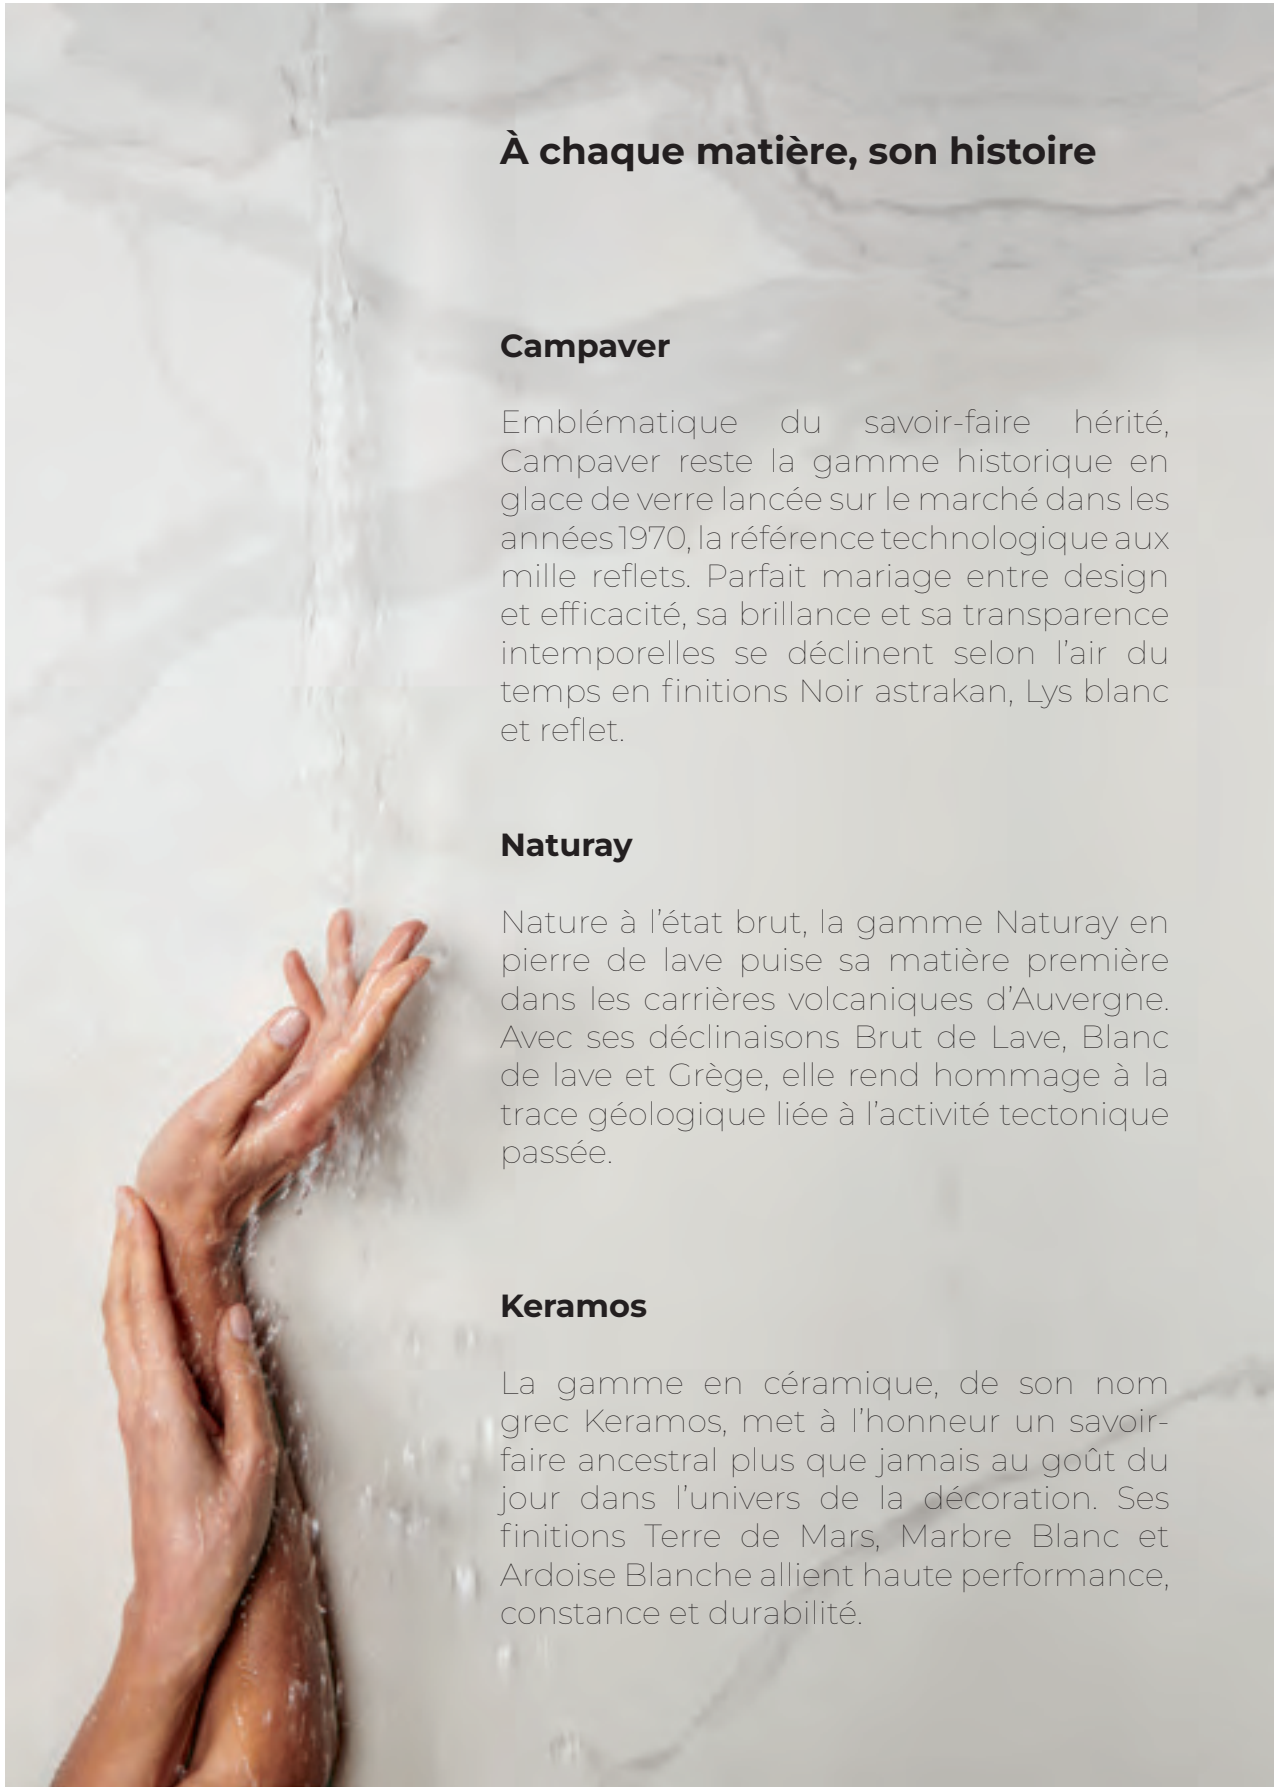 À chaque matière, son histoire
Campaver
Emblématique du savoir-faire hérité,
Campaver reste la gamme historique en
glace de verre lancée sur le marché dans les
années 1970, la référence technologique aux
mille reflets. Parfait mariage entre design
et efficacité, sa brillance et sa transparence
intemporelles se déclinent selon l’air du
temps en finitions Noir astrakan, Lys blanc
et reflet.
Naturay
Nature à l’état brut, la gamme Naturay en
pierre de lave puise sa matière première
dans les carrières volcaniques d’Auvergne.
Avec ses déclinaisons Brut de Lave, Blanc
de lave et Grège, elle rend hommage à la
trace géologique liée à l’activité tectonique
passée.
Keramos
La gamme en céramique, de son nom
grec Keramos, met à l’honneur un savoir-
faire ancestral plus que jamais au goût du
jour dans l’univers de la décoration. Ses
finitions Terre de Mars, Marbre Blanc et
Ardoise Blanche allient haute performance,
constance et durabilité.